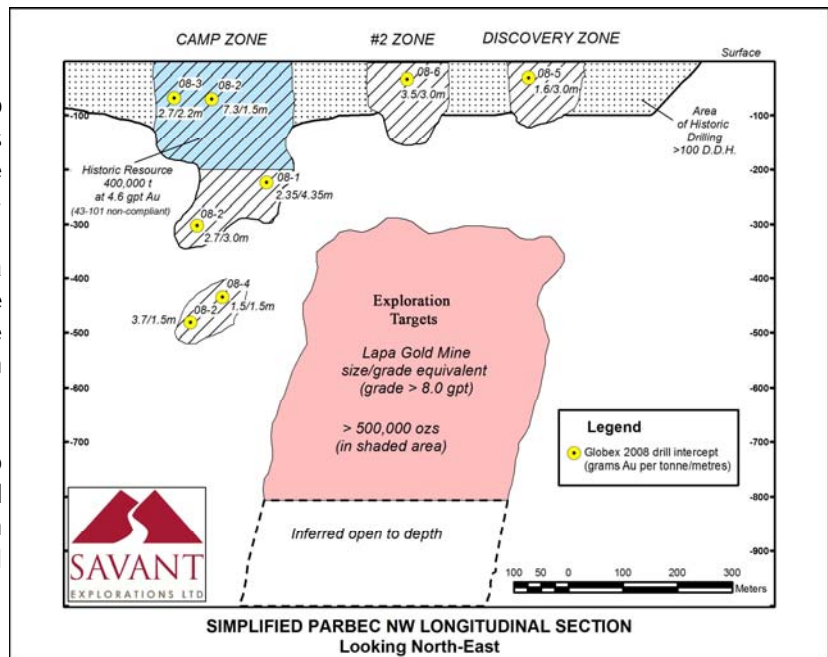 CAMP ZONE
#2 ZONE
DISCOVERY ZONE
Surface
08-3
08-2
2.7/2.2m
7.3/1.5m
08-6
3.5/3.0m
08-5
1.6/3.0m
Area
of Historic
Drilling
>100 D.D.H.
Historic Resource
400,000 t
at 4.6 gpt Au
(43-101 non-compliant)
08-1
2.35/4.35m
08-2
2.7/3.0m
08-4
1.5/1.5m
08-2
3.7/1.5m
-100
-200
-300
-400
-500
-600
-700
-800
-900
-100
-200
-300
-400
-500
-600
-700
-800
-900
Exploration
Targets
Lapa Gold Mine
size/grade equivalent
(grade > 8.0 gpt)
> 500,000 ozs
(in shaded area)
Inferred open to depth
Legend
Globex 2008 drill intercept
(grams Au per tonne/metres)
100 75 50 0 100 200 300
Meters
SAVANT
EXPLORATIONS LTD
SIMPLIFIED PARBEC NW LONGITUDINAL SECTION
Looking North-East